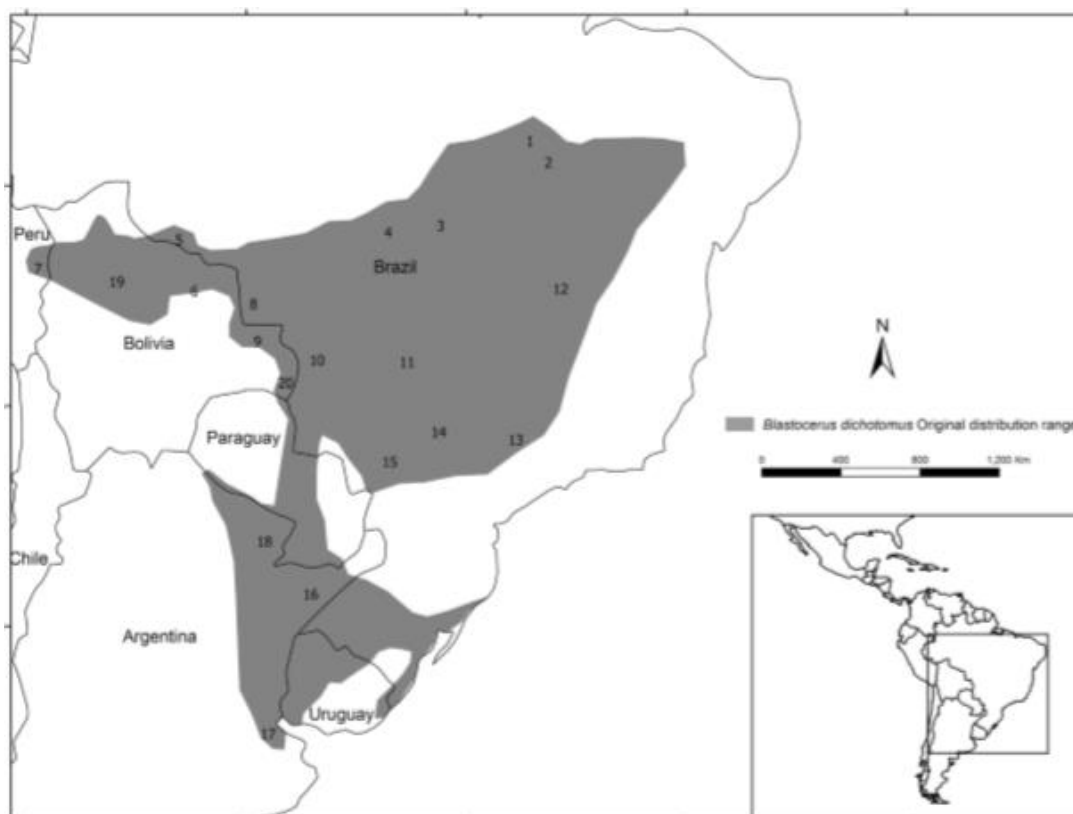 1
2
3
4
Peru
5
Brazil
7
19
6
12
8
N
Bolivia
9
10
11
20
Blastocerus dichotomus Original distribution range
Paraguay
14
13
15
0 400 800 1,200 Km
18
Chile
16
Argentina
Uruguay
17